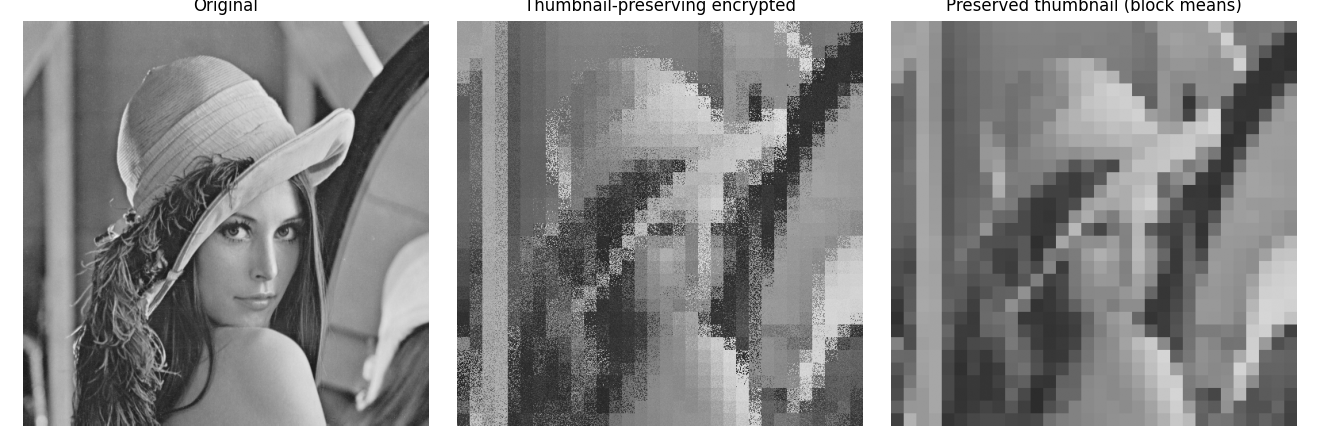 Original
Thumbnail-preserving encrypted
Preserved thumbnail (block means)